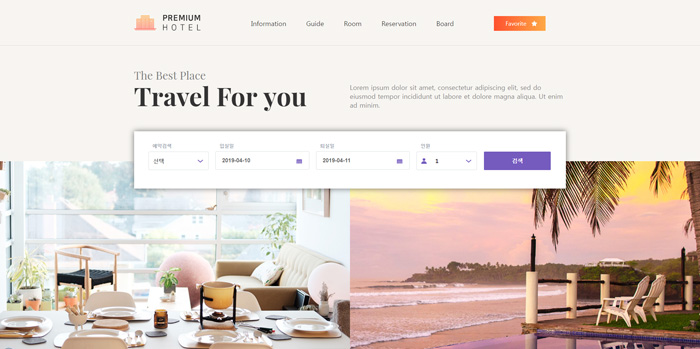 PREMIUM
HOTEL
Information Guide Room Reservation Board
Favorite
The Best Place
Travel For you
Lorem ipsum dolor sit amet, consectetur adipiscing elit, sed do
eiusmod tempor incididunt ut labore et dolore magna aliqua. Ut enim
ad minim.
예약검색 입실일 퇴실일 인원
선택 2019-04-10 2019-04-11 1 검색